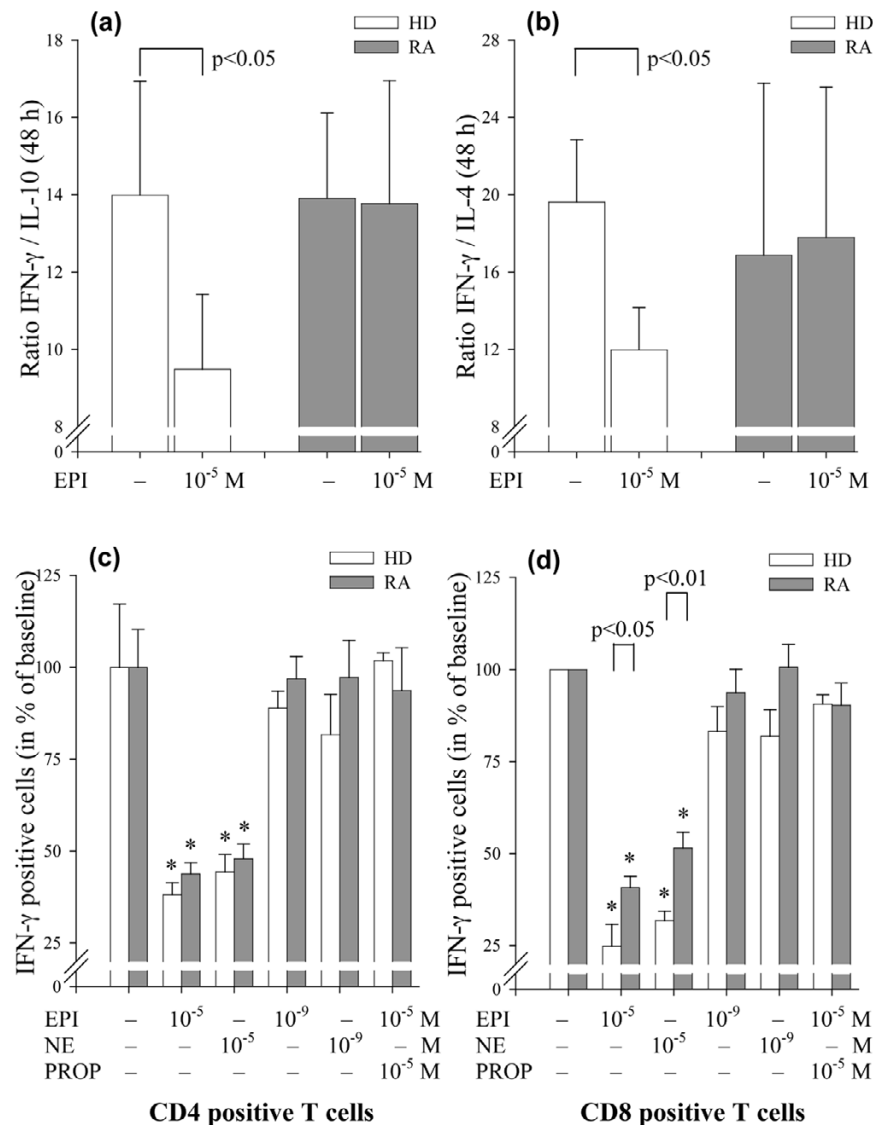 (a)
HD
RA
p<0.05
Ratio IFN-γ / IL-10 (48 h)
18
16
14
12
10
8
0
EPI – 10⁻⁵ M – 10⁻⁵ M
(b)
HD
RA
p<0.05
Ratio IFN-γ / IL-4 (48 h)
28
24
20
16
12
8
0
EPI – 10⁻⁵ M – 10⁻⁵ M
(c)
HD
RA
IFN-γ positive cells (in % of baseline)
125
100
75
50
25
0
* * * *
EPI – 10⁻⁵ – 10⁻⁹ – 10⁻⁵ M
NE – – 10⁻⁵ – 10⁻⁹ – M
PROP – – – – – 10⁻⁵ M
CD4 positive T cells
(d)
HD
RA
p<0.01
p<0.05
IFN-γ positive cells (in % of baseline)
125
100
75
50
25
0
* * * *
– 10⁻⁵ – 10⁻⁹ – 10⁻⁵ M
– – 10⁻⁵ – 10⁻⁹ – M
– – – – – 10⁻⁵ M
CD8 positive T cells